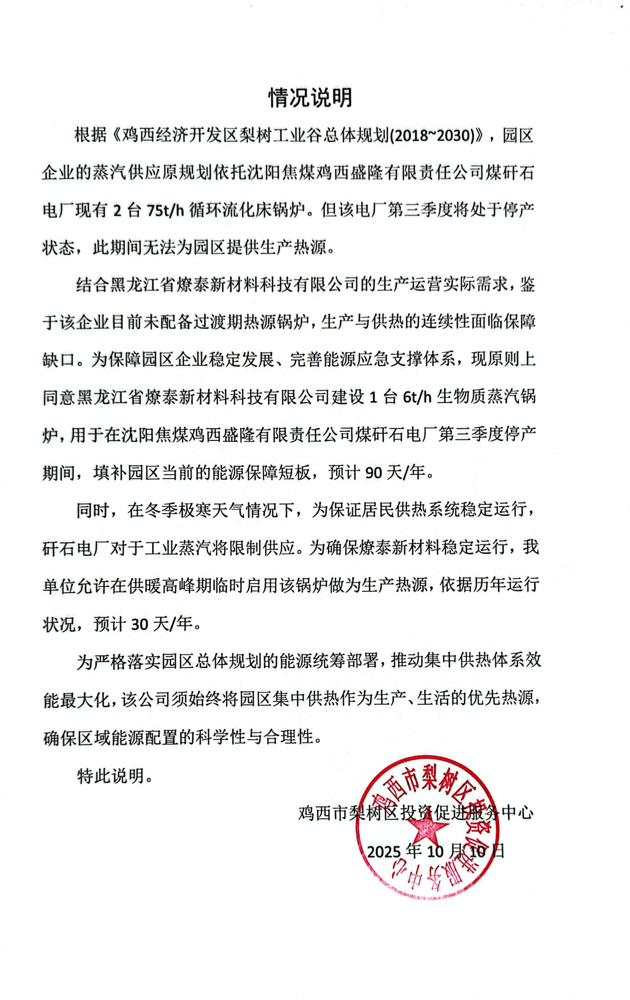 情况说明
根据《鸡西经济开发区梨树工业谷总体规划(2018~2030)》，园区
企业的蒸汽供应原规划依托沈阳焦煤鸡西盛隆有限责任公司煤矸石
电厂现有 2 台 75t/h 循环流化床锅炉。但该电厂第三季度将处于停产
状态，此期间无法为园区提供生产热源。
结合黑龙江省燎泰新材料科技有限公司的生产运营实际需求，鉴
于该企业目前未配备过渡期热源锅炉，生产与供热的连续性面临保障
缺口。为保障园区企业稳定发展、完善能源应急支撑体系，现原则上
同意黑龙江省燎泰新材料科技有限公司建设 1 台 6t/h 生物质蒸汽锅
炉，用于在沈阳焦煤鸡西盛隆有限责任公司煤矸石电厂第三季度停产
期间，填补园区当前的能源保障短板，预计 90 天/年。
同时，在冬季极寒天气情况下，为保证居民供热系统稳定运行，
矸石电厂对于工业蒸汽将限制供应。为确保燎泰新材料稳定运行，我
单位允许在供暖高峰期临时启用该锅炉做为生产热源，依据历年运行
状况，预计 30 天/年。
为严格落实园区总体规划的能源统筹部署，推动集中供热体系效
能最大化，该公司须始终将园区集中供热作为生产、生活的优先热源，
确保区域能源配置的科学性与合理性。
特此说明。
鸡西市梨树区投资促进服务中心
2025 年 10 月 10 日
鸡西市梨树区投资促进服务中心